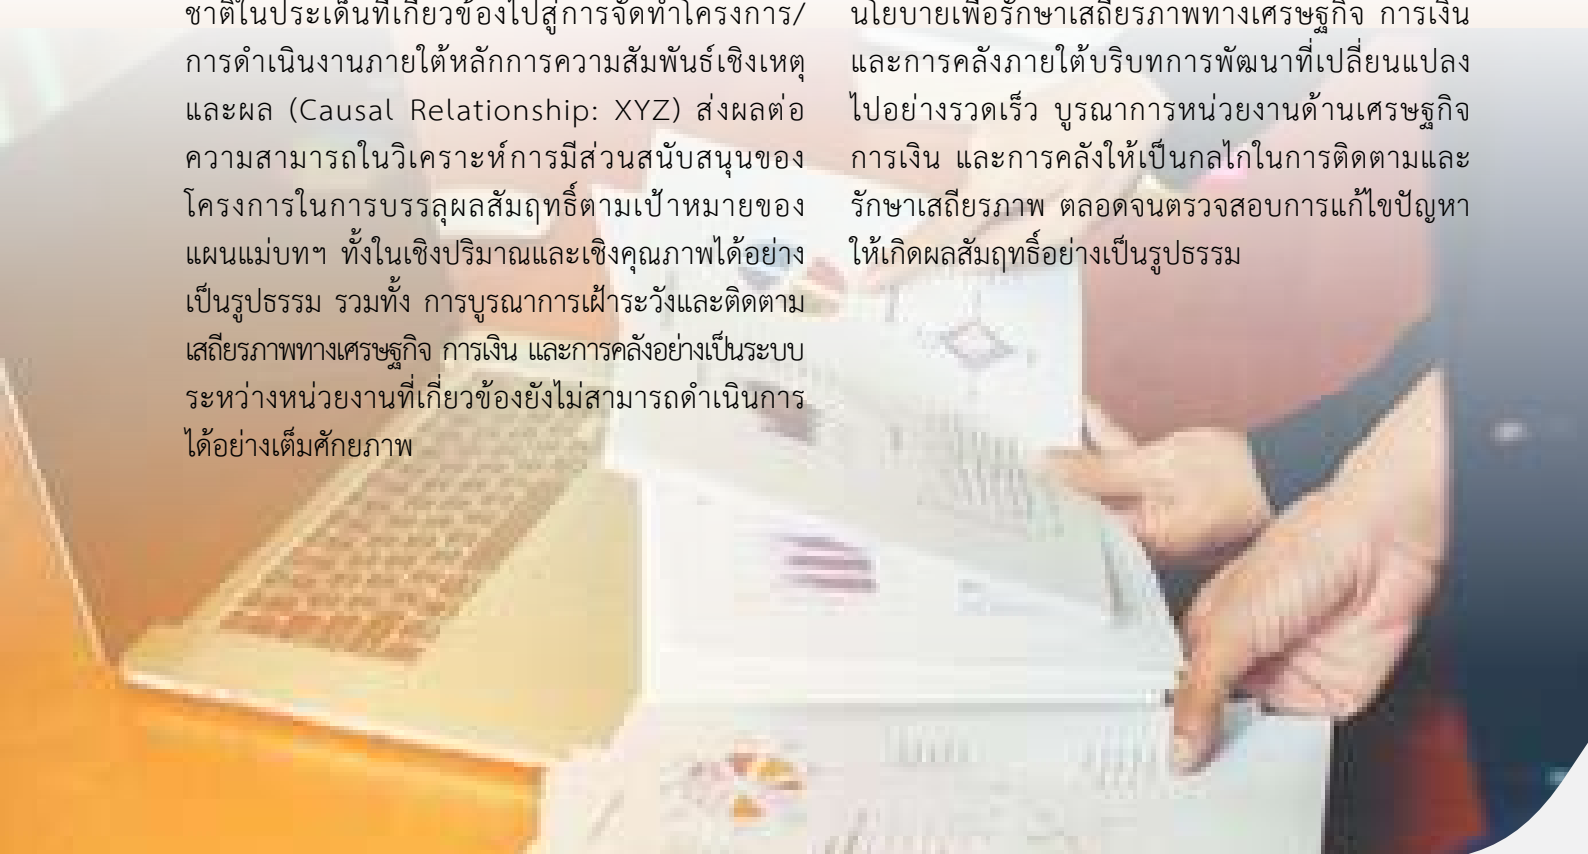 ชาติในประเด็นที่เกี่ยวข้องไปสู่การจัดทำโครงการ/
การดำเนินงานภายใต้หลักการความสัมพันธ์เชิงเหตุ
และผล (Causal Relationship: XYZ) ส่งผลต่อ
ความสามารถในวิเคราะห์การมีส่วนสนับสนุนของ
โครงการในการบรรลุผลสัมฤทธิ์ตามเป้าหมายของ
แผนแม่บทฯ ทั้งในเชิงปริมาณและเชิงคุณภาพได้อย่าง
เป็นรูปธรรม รวมทั้ง การบูรณาการเฝ้าระวังและติดตาม
เสถียรภาพทางเศรษฐกิจ การเงิน และการคลังอย่างเป็นระบบ
ระหว่างหน่วยงานที่เกี่ยวข้องยังไม่สามารถดำเนินการ
ได้อย่างเต็มศักยภาพ
นโยบายเพื่อรักษาเสถียรภาพทางเศรษฐกิจ การเงิน
และการคลังภายใต้บริบทการพัฒนาที่เปลี่ยนแปลง
ไปอย่างรวดเร็ว บูรณาการหน่วยงานด้านเศรษฐกิจ
การเงิน และการคลังให้เป็นกลไกในการติดตามและ
รักษาเสถียรภาพ ตลอดจนตรวจสอบการแก้ไขปัญหา
ให้เกิดผลสัมฤทธิ์อย่างเป็นรูปธรรม